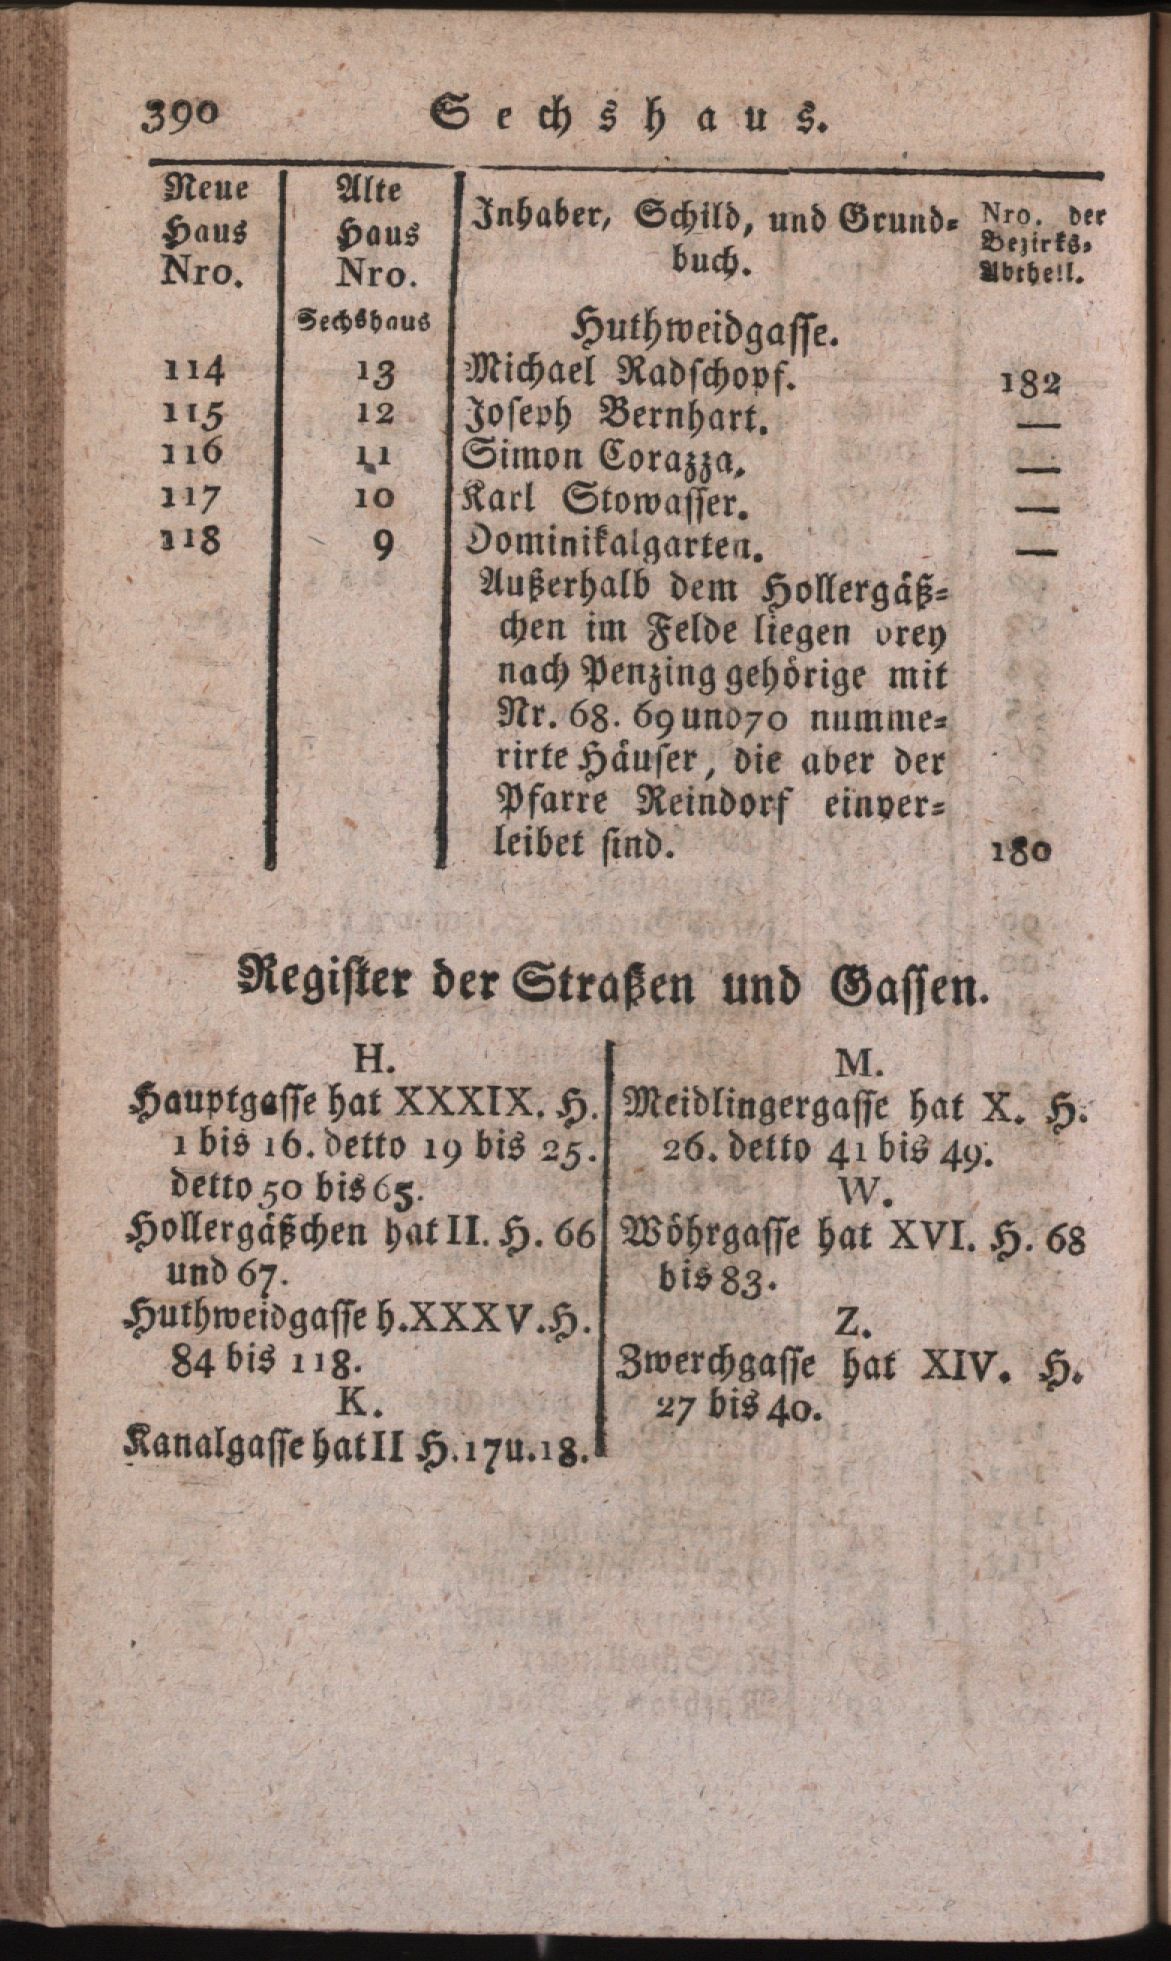 390 Sechshaus.
Neue Haus Nro. | Alte Haus Nro. | Inhaber, Schild, und Grund= buch. | Nro. der Bezirks= Abtheil.
Sechshaus | Huthweidgasse.
114 | 13 | Michael Radschopf. | 182
115 | 12 | Joseph Bernhart. | —
116 | 11 | Simon Corazza. | —
117 | 10 | Karl Stowasser. | —
118 | 9 | Dominikalgarten. | —
Außerhalb dem Hollergäß=
chen im Felde liegen drey
nach Penzing gehörige mit
Nr. 68. 69 und 70 numme=
rirte Häuser, die aber der
Pfarre Reindorf einver=
leibet sind. 180
Register der Straßen und Gassen.
H.
Hauptgasse hat XXXIX. H.
1 bis 16. detto 19 bis 25.
detto 50 bis 65.
Hollergäßchen hat II. H. 66
und 67.
Huthweidgasse h. XXXV. H.
84 bis 118.
K.
Kanalgasse hat II H. 17 u. 18.
M.
Meidlingergasse hat X. H.
26. detto 41 bis 49.
W.
Wöhrgasse hat XVI. H. 68
bis 83.
Z.
Zwerchgasse hat XIV. H.
27 bis 40.